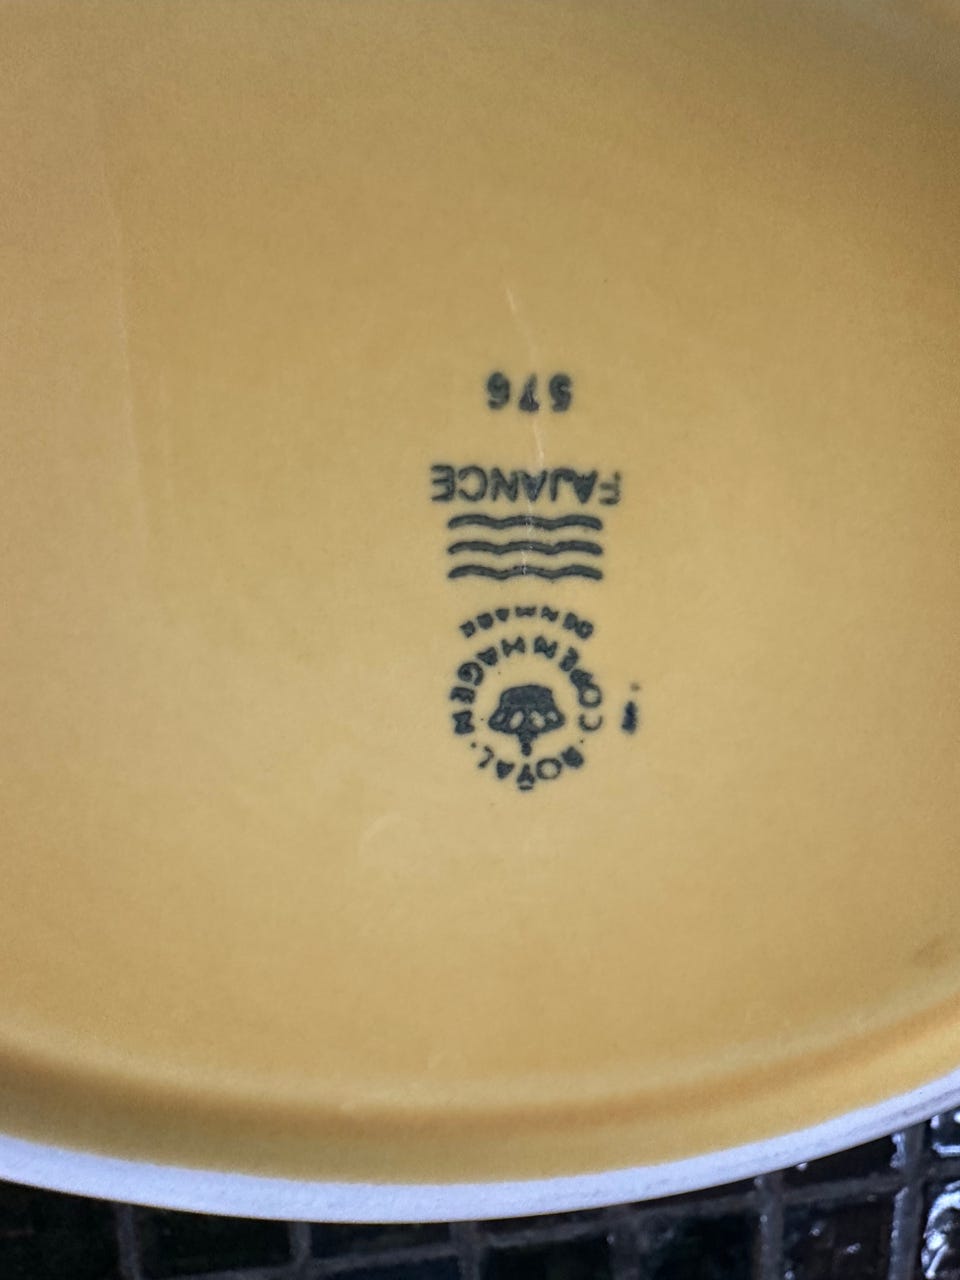 ROYAL COPENHAGEN
DENMARK
FAJANCE
576